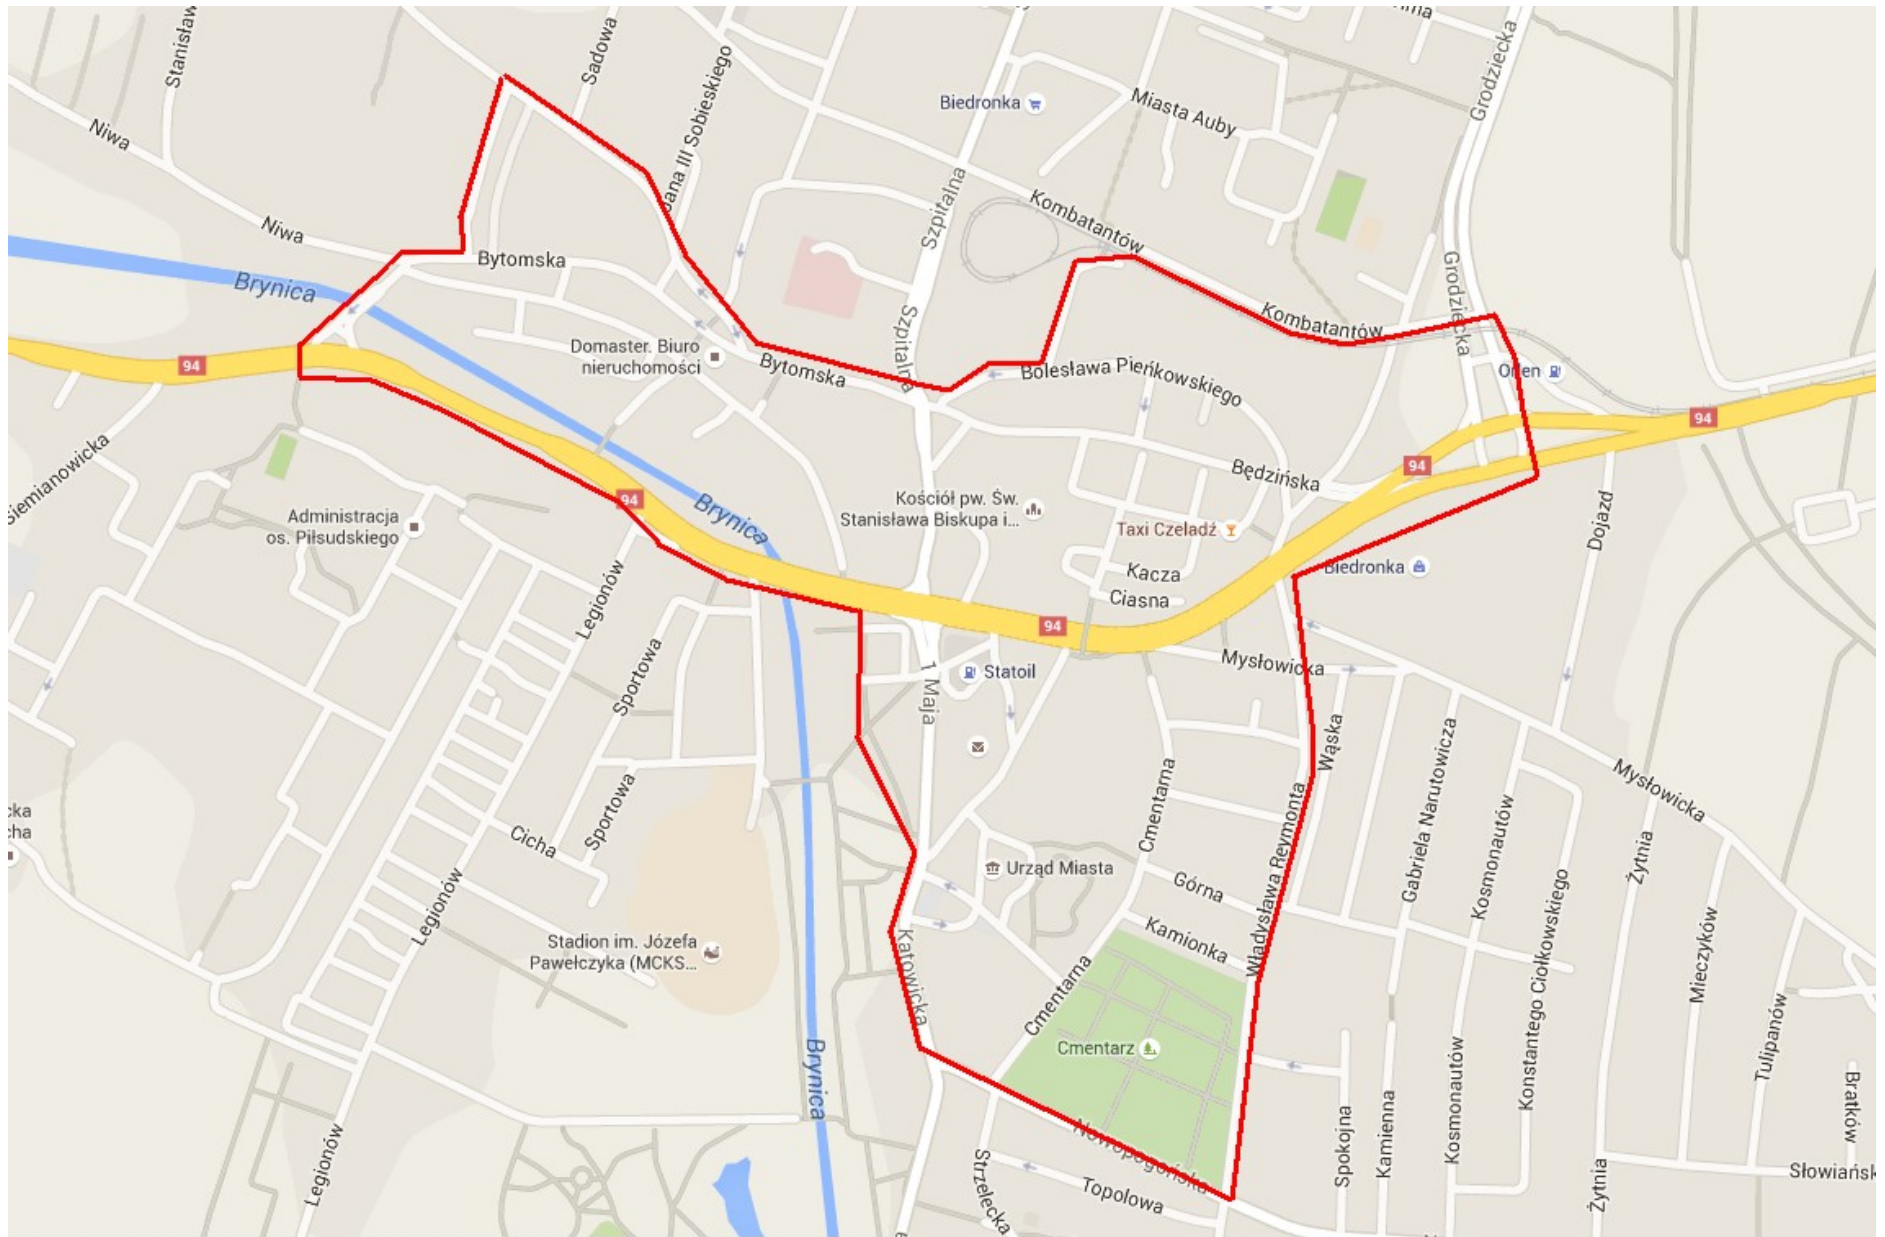 Stanisław
Sadowa
Jana III Sobieskiego
Grodziecka
Biedronka
Miasta Auby
Niwa
Niwa
Szpitalna
Kombatantów
Bytomska
Brynica
Grodziecka
Szpitalna
Kombatantów
Domaster. Biuro
nieruchomości
Bytomska
94
Bolesława Pieńkowskiego
Orlen
94
Siemianowicka
94
Będzińska
94
Kościół pw. Św.
Stanisława Biskupa i...
Brynica
Administracja
os. Piłsudskiego
Taxi Czeladź
Dojazd
Kacza
Biedronka
Ciasna
Legionów
94
Mysłowicka
Statoil
Sportowa
1 Maja
Wąska
Gabriela Narutowicza
Mysłowicka
Sportowa
Cicha
Cmentarna
Władysława Reymonta
Kosmonautów
Żytnia
cka
cha
Urząd Miasta
Górna
Legionów
Konstantego Ciołkowskiego
Kamionka
Mieczyków
Stadion im. Józefa
Pawełczyka (MCKS...
Katowicka
Cmentarna
Tulipanów
Cmentarz
Brynica
Kosmonautów
Bratków
Nowopogońska
Spokojna
Kamienna
Legionów
Strzelecka
Topolowa
Żytnia
Słowiańsk